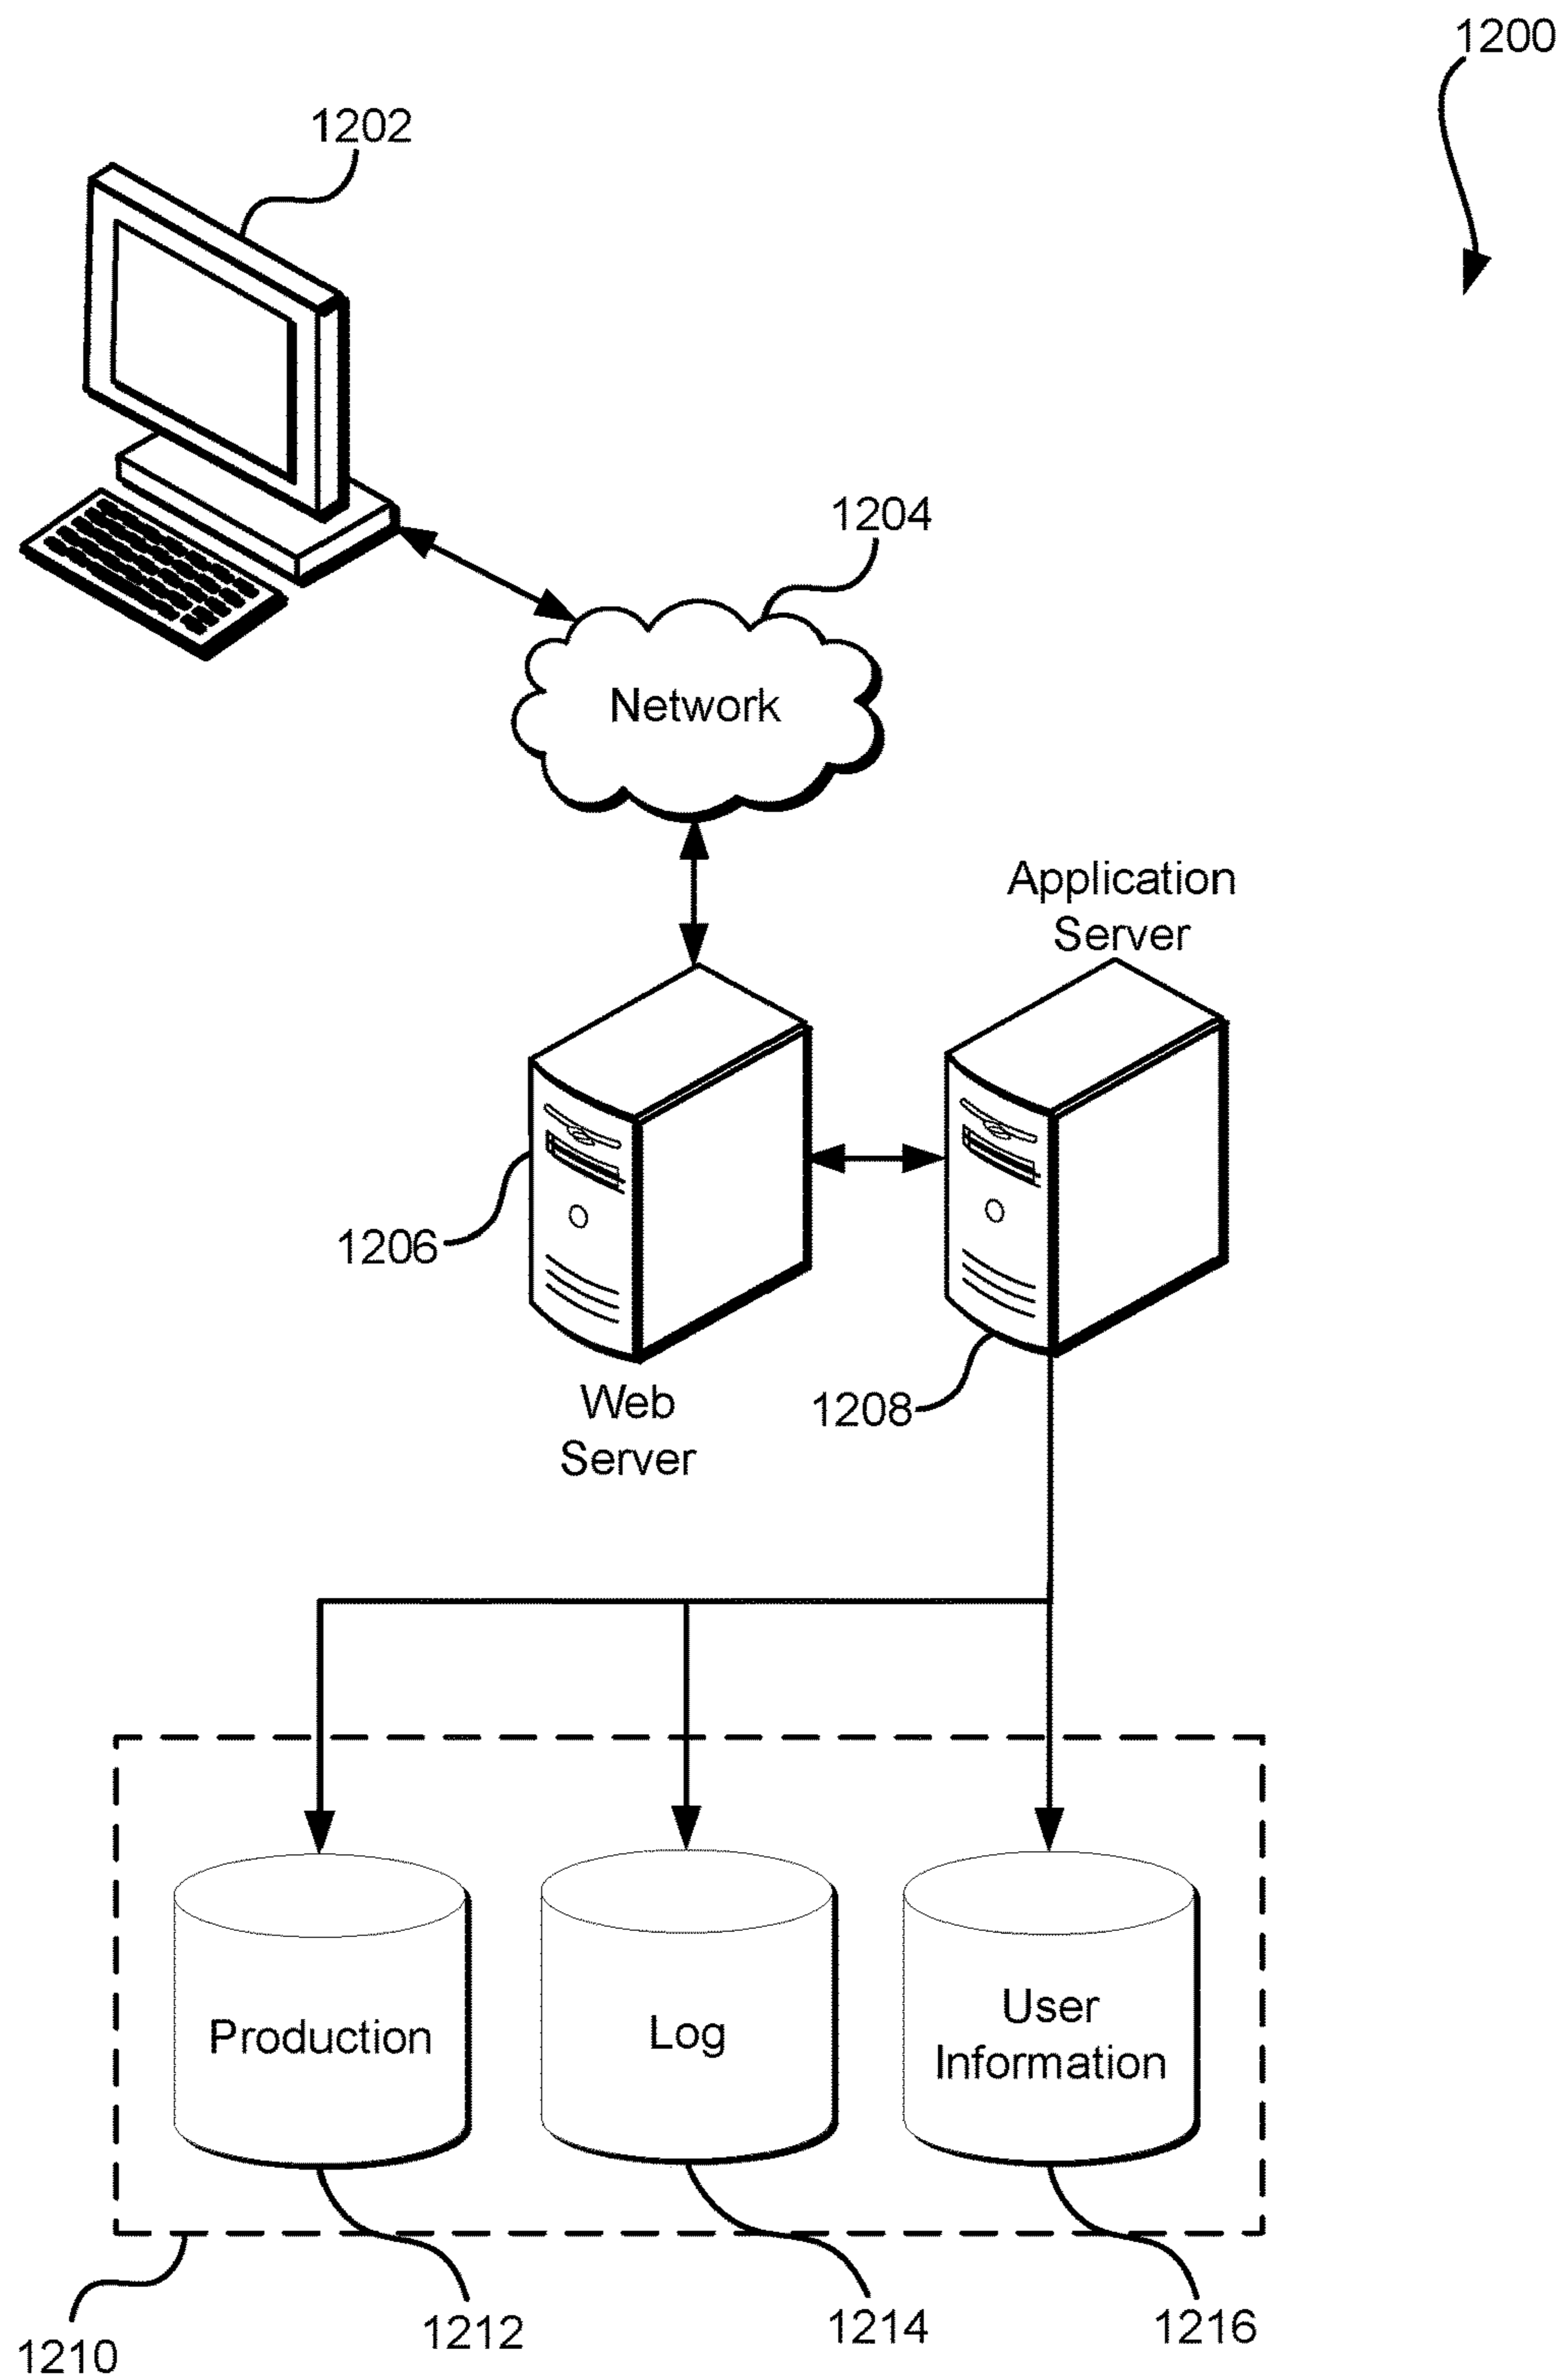 1200
1202
1204
Network
Application
Server
1206
1208
Web
Server
Production
Log
User
Information
1210
1212
1214
1216